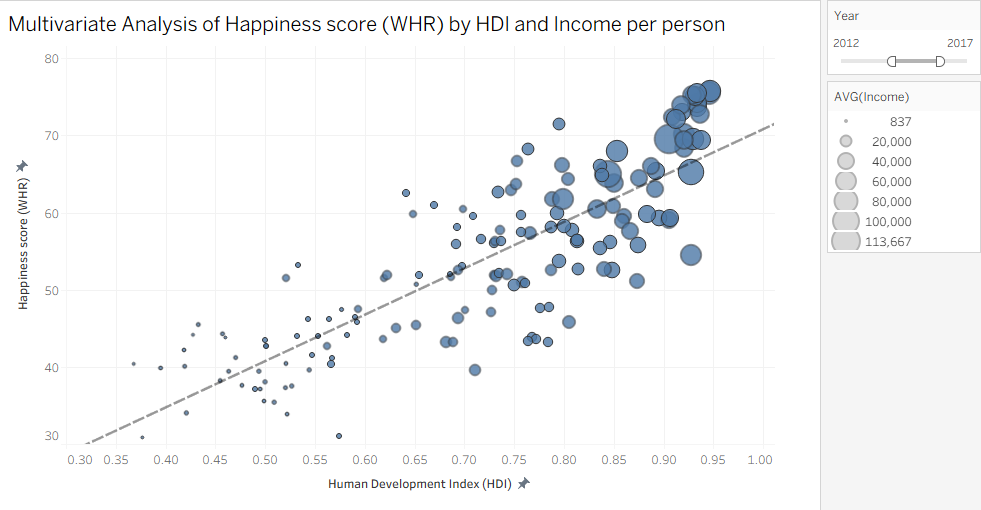 Multivariate Analysis of Happiness score (WHR) by HDI and Income per person
80
70
60
50
40
30
Happiness score (WHR)
0.30 0.35 0.40 0.45 0.50 0.55 0.60 0.65 0.70 0.75 0.80 0.85 0.90 0.95 1.00
Human Development Index (HDI)
Year
2012 2017
AVG(Income)
837
20,000
40,000
60,000
80,000
100,000
113,667